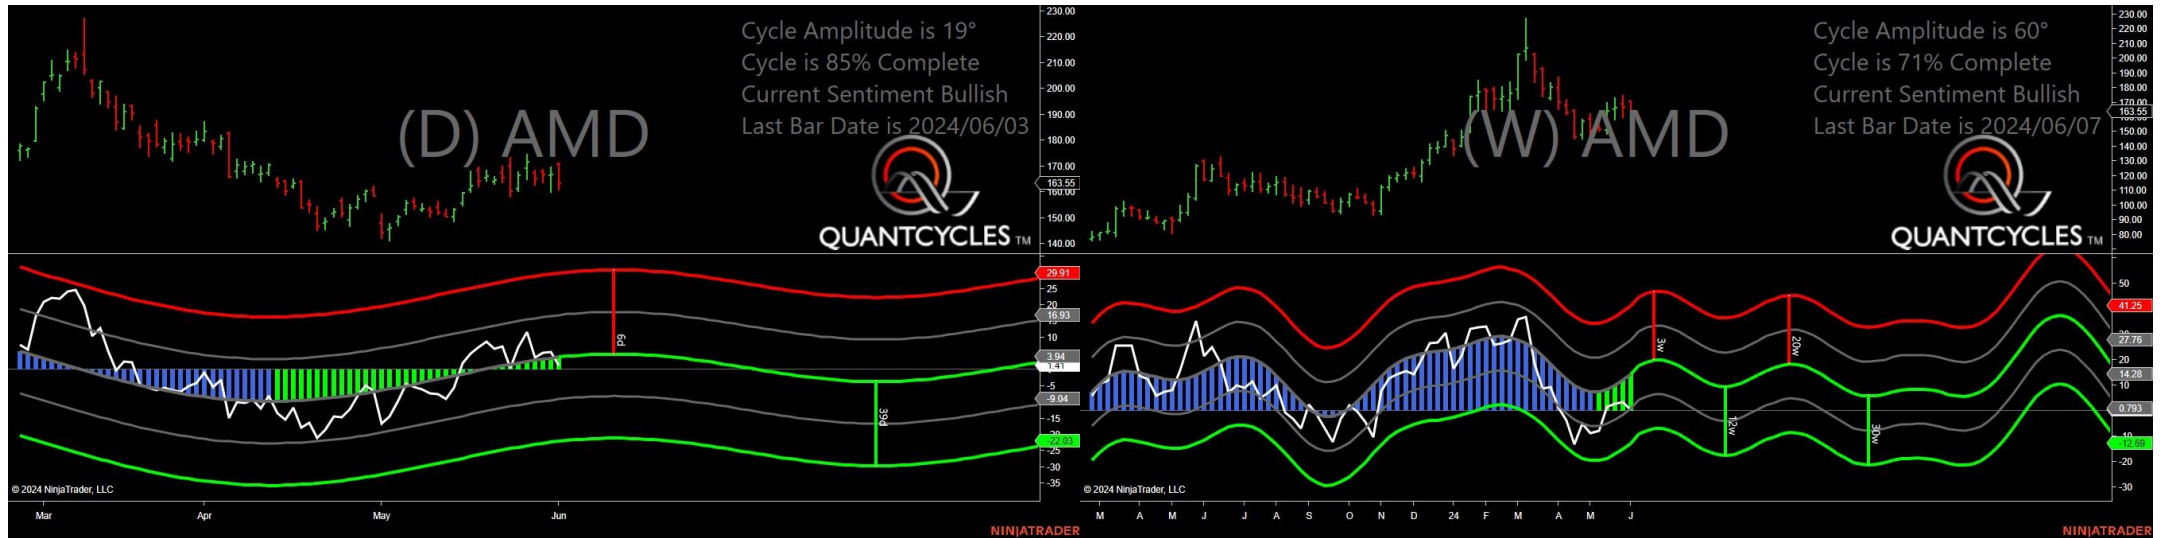 Cycle Amplitude is 19°
Cycle is 85% Complete
Current Sentiment Bullish
Last Bar Date is 2024/06/03
(D) AMD
QUANTCYCLES TM
230.00
220.00
210.00
200.00
190.00
180.00
170.00
163.55
160.00
150.00
140.00
29.91
25
20
16.93
10
3.94
1.41
-5
-9.04
-15
-22.03
-25
-30
-35
6d
39d
© 2024 NinjaTrader, LLC
Mar Apr May Jun
NINJATRADER
Cycle Amplitude is 60°
Cycle is 71% Complete
Current Sentiment Bullish
Last Bar Date is 2024/06/07
(W) AMD
QUANTCYCLES TM
230.00
220.00
210.00
200.00
190.00
180.00
170.00
163.55
150.00
140.00
130.00
120.00
110.00
100.00
90.00
80.00
50
41.25
27.76
20
14.28
10
0.793
-12.69
-20
-30
3w
12w
20w
30w
© 2024 NinjaTrader, LLC
M A M J J A S O N D 24 F M A M J
NINJATRADER